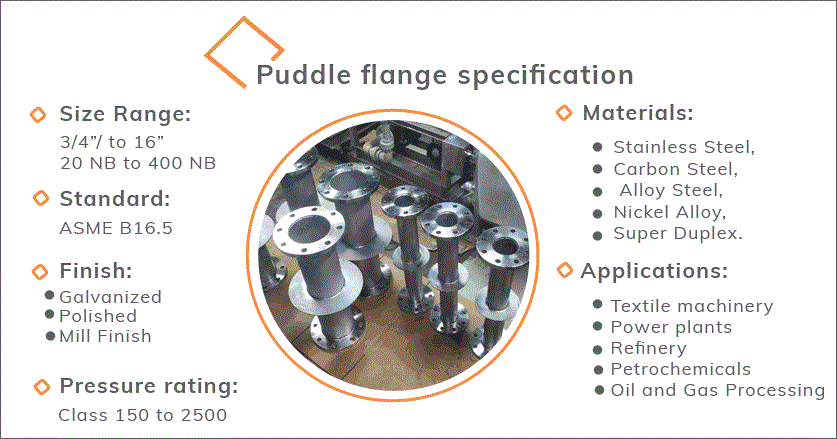 Puddle flange specification
Size Range:
3/4”/ to 16”
20 NB to 400 NB
Standard:
ASME B16.5
Finish:
Galvanized
Polished
Mill Finish
Pressure rating:
Class 150 to 2500
Materials:
Stainless Steel,
Carbon Steel,
Alloy Steel,
Nickel Alloy,
Super Duplex.
Applications:
Textile machinery
Power plants
Refinery
Petrochemicals
Oil and Gas Processing